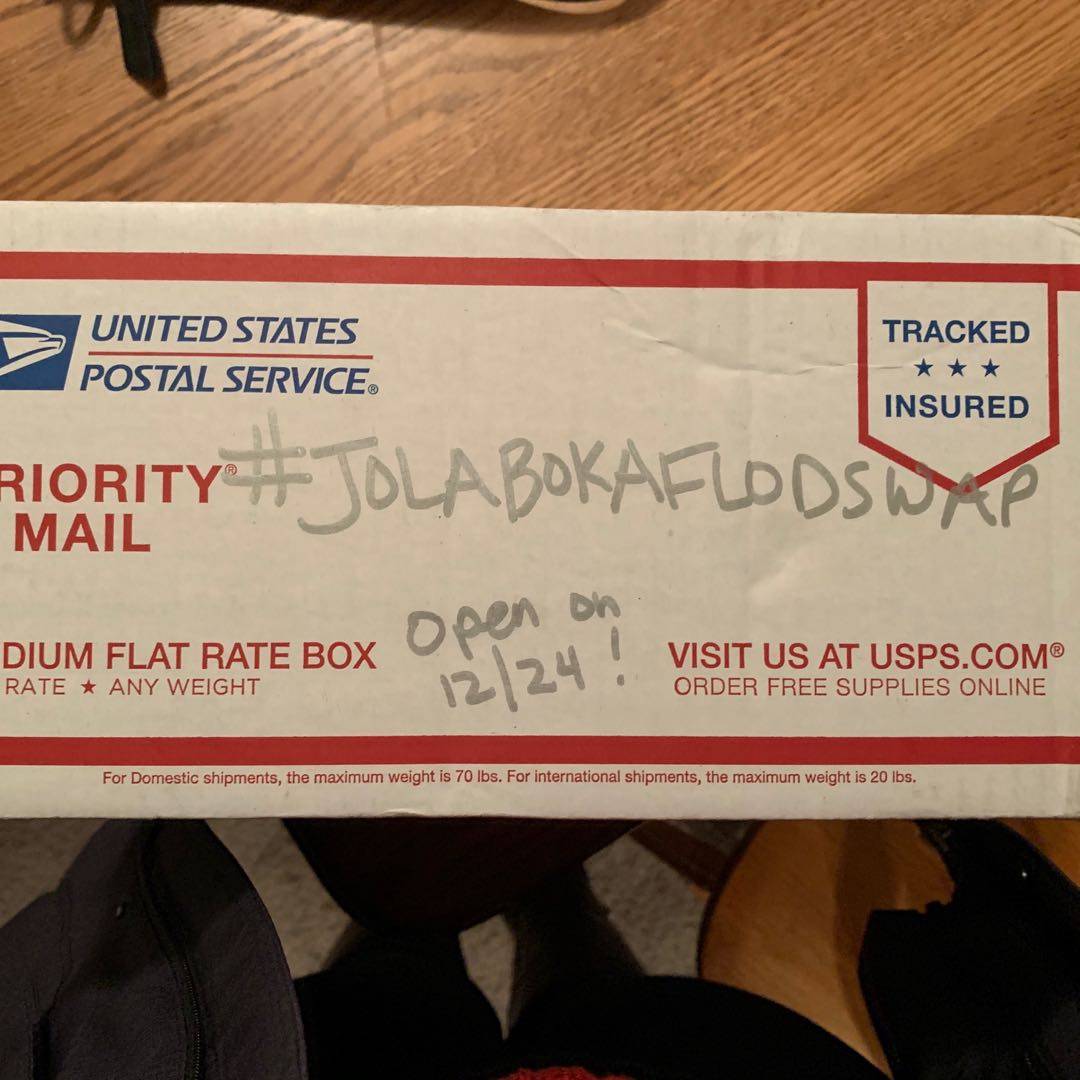 UNITED STATES
POSTAL SERVICE®
TRACKED
★ ★ ★
INSURED
RIORITY®
MAIL
#JOLABOKAFLODSWAP
Open on
12/24!
DIUM FLAT RATE BOX
RATE ★ ANY WEIGHT
VISIT US AT USPS.COM®
ORDER FREE SUPPLIES ONLINE
For Domestic shipments, the maximum weight is 70 lbs. For international shipments, the maximum weight is 20 lbs.